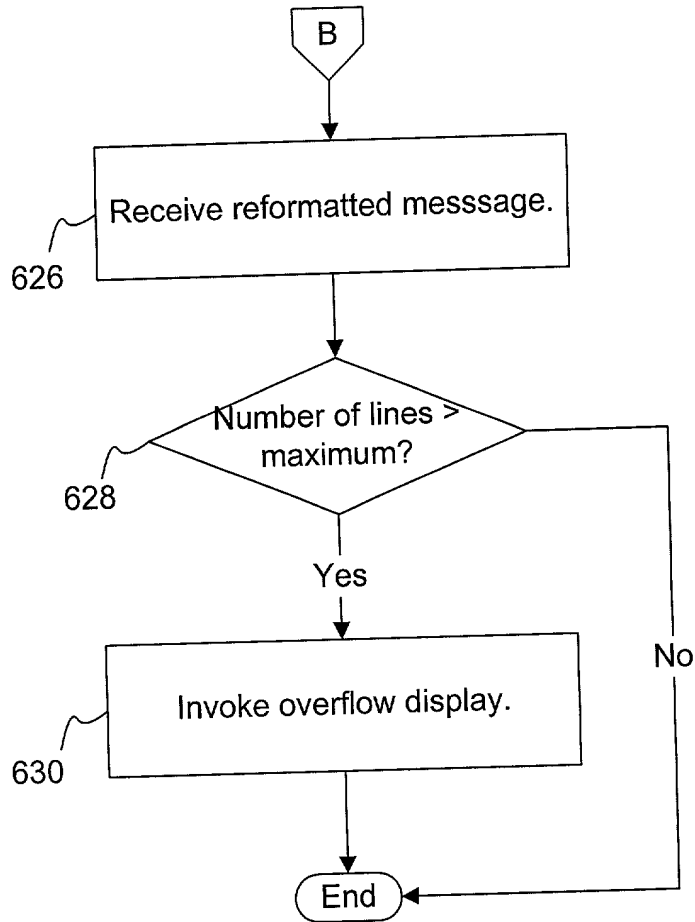 B
Receive reformatted messsage.
626
Number of lines >
maximum?
628
Yes
No
Invoke overflow display.
630
End